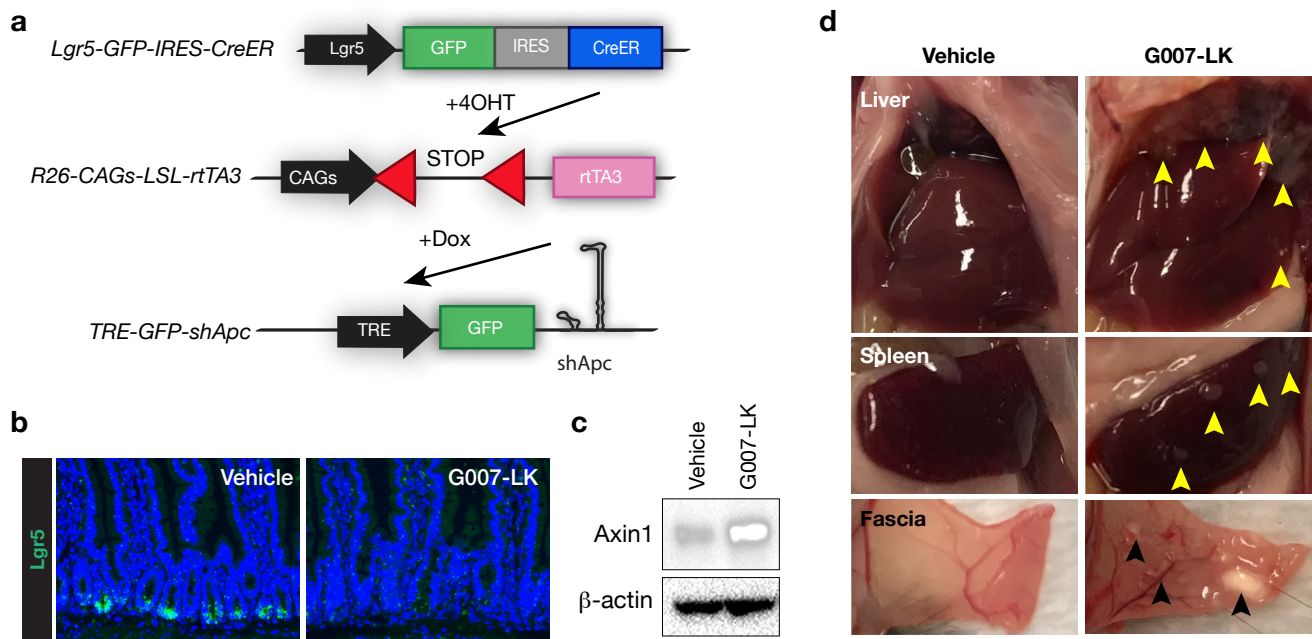 a
Lgr5-GFP-IRES-CreER
Lgr5
GFP
IRES
CreER
+4OHT
R26-CAGs-LSL-rtTA3
CAGs
STOP
rtTA3
+Dox
TRE-GFP-shApc
TRE
GFP
shApc
b
Lgr5
Vehicle
G007-LK
c
Vehicle
G007-LK
Axin1
β-actin
d
Vehicle
G007-LK
Liver
Spleen
Fascia